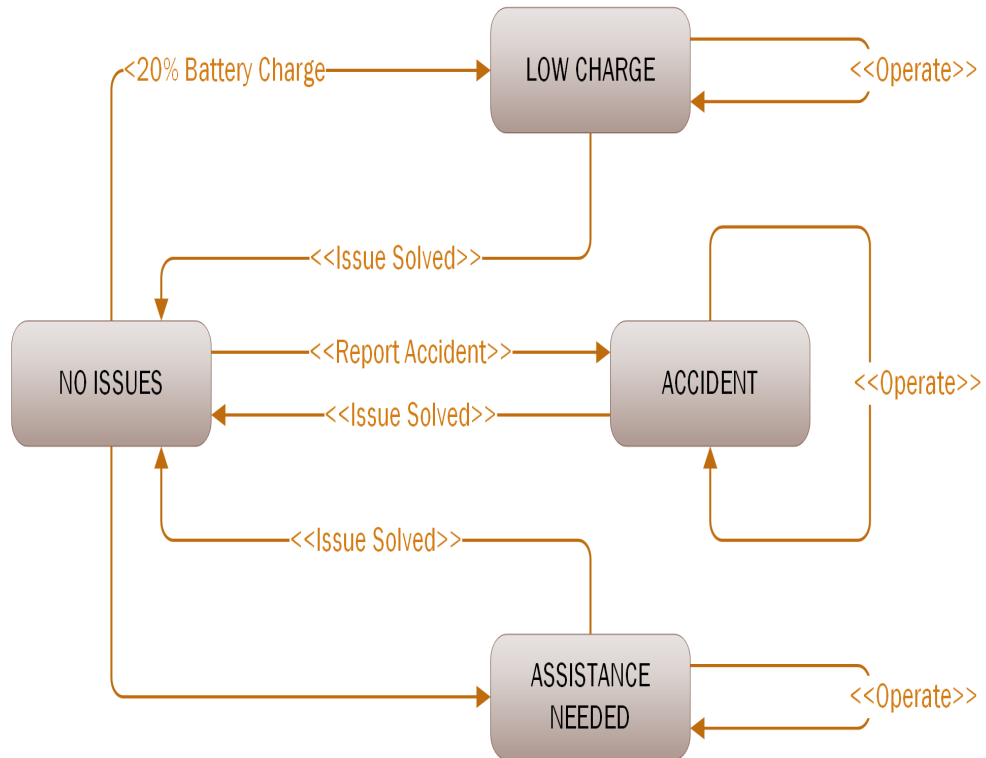 LOW CHARGE
<20% Battery Charge
<<Operate>>
<<Issue Solved>>
<<Report Accident>>
NO ISSUES
ACCIDENT
<<Operate>>
<<Issue Solved>>
<<Issue Solved>>
ASSISTANCE
NEEDED
<<Operate>>